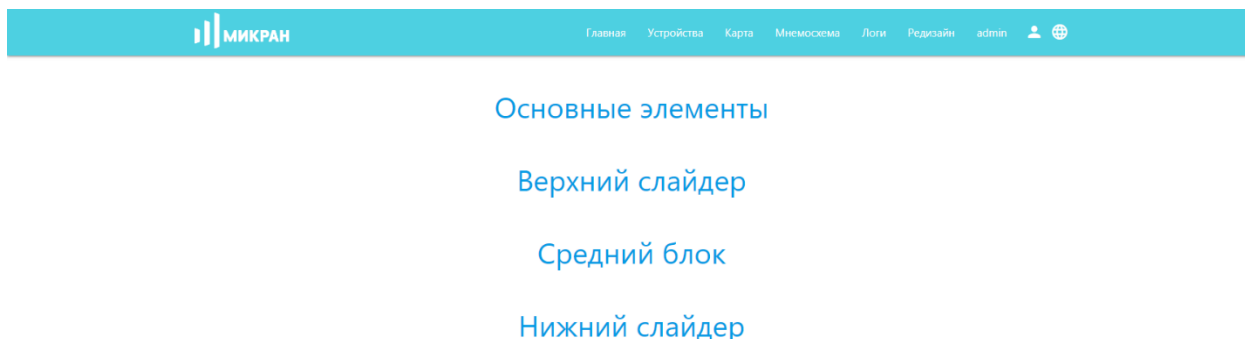 МИКРАН Главная Устройства Карта Мнемосхема Логи Редизайн admin
Основные элементы
Верхний слайдер
Средний блок
Нижний слайдер